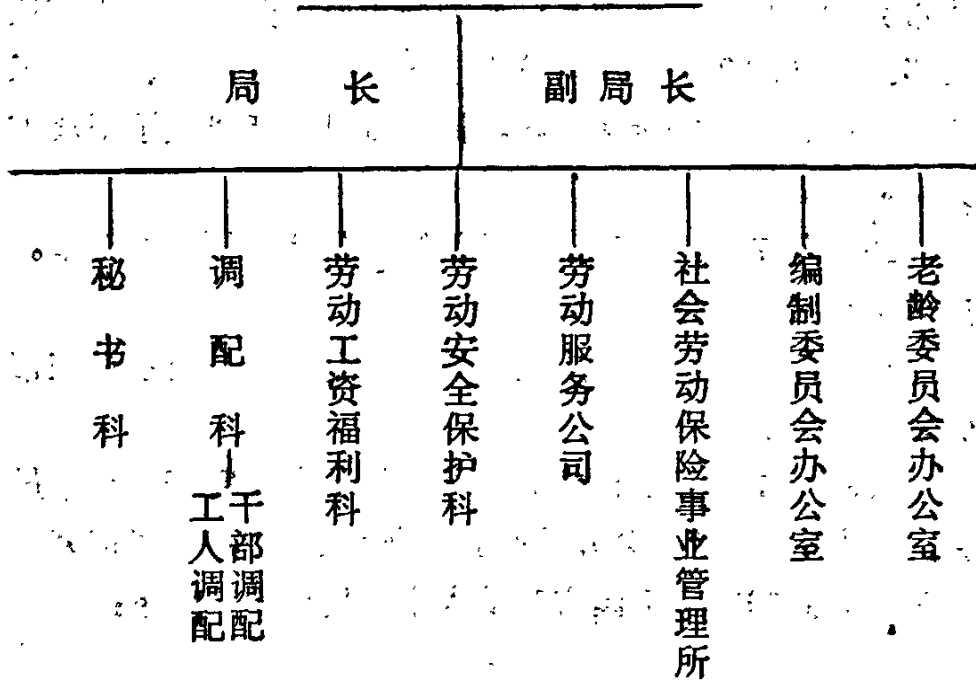 局长 副局长
秘书科
调配科
干部调配
工人调配
劳动工资福利科
劳动安全保护科
劳动服务公司
社会劳动保险事业管理所
编制委员会办公室
老龄委员会办公室